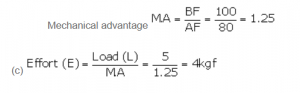 Mechanical advantage MA = BF/AF = 100/80 = 1.25
(c) Effort (E) = Load (L)/MA = 5/1.25 = 4kgf